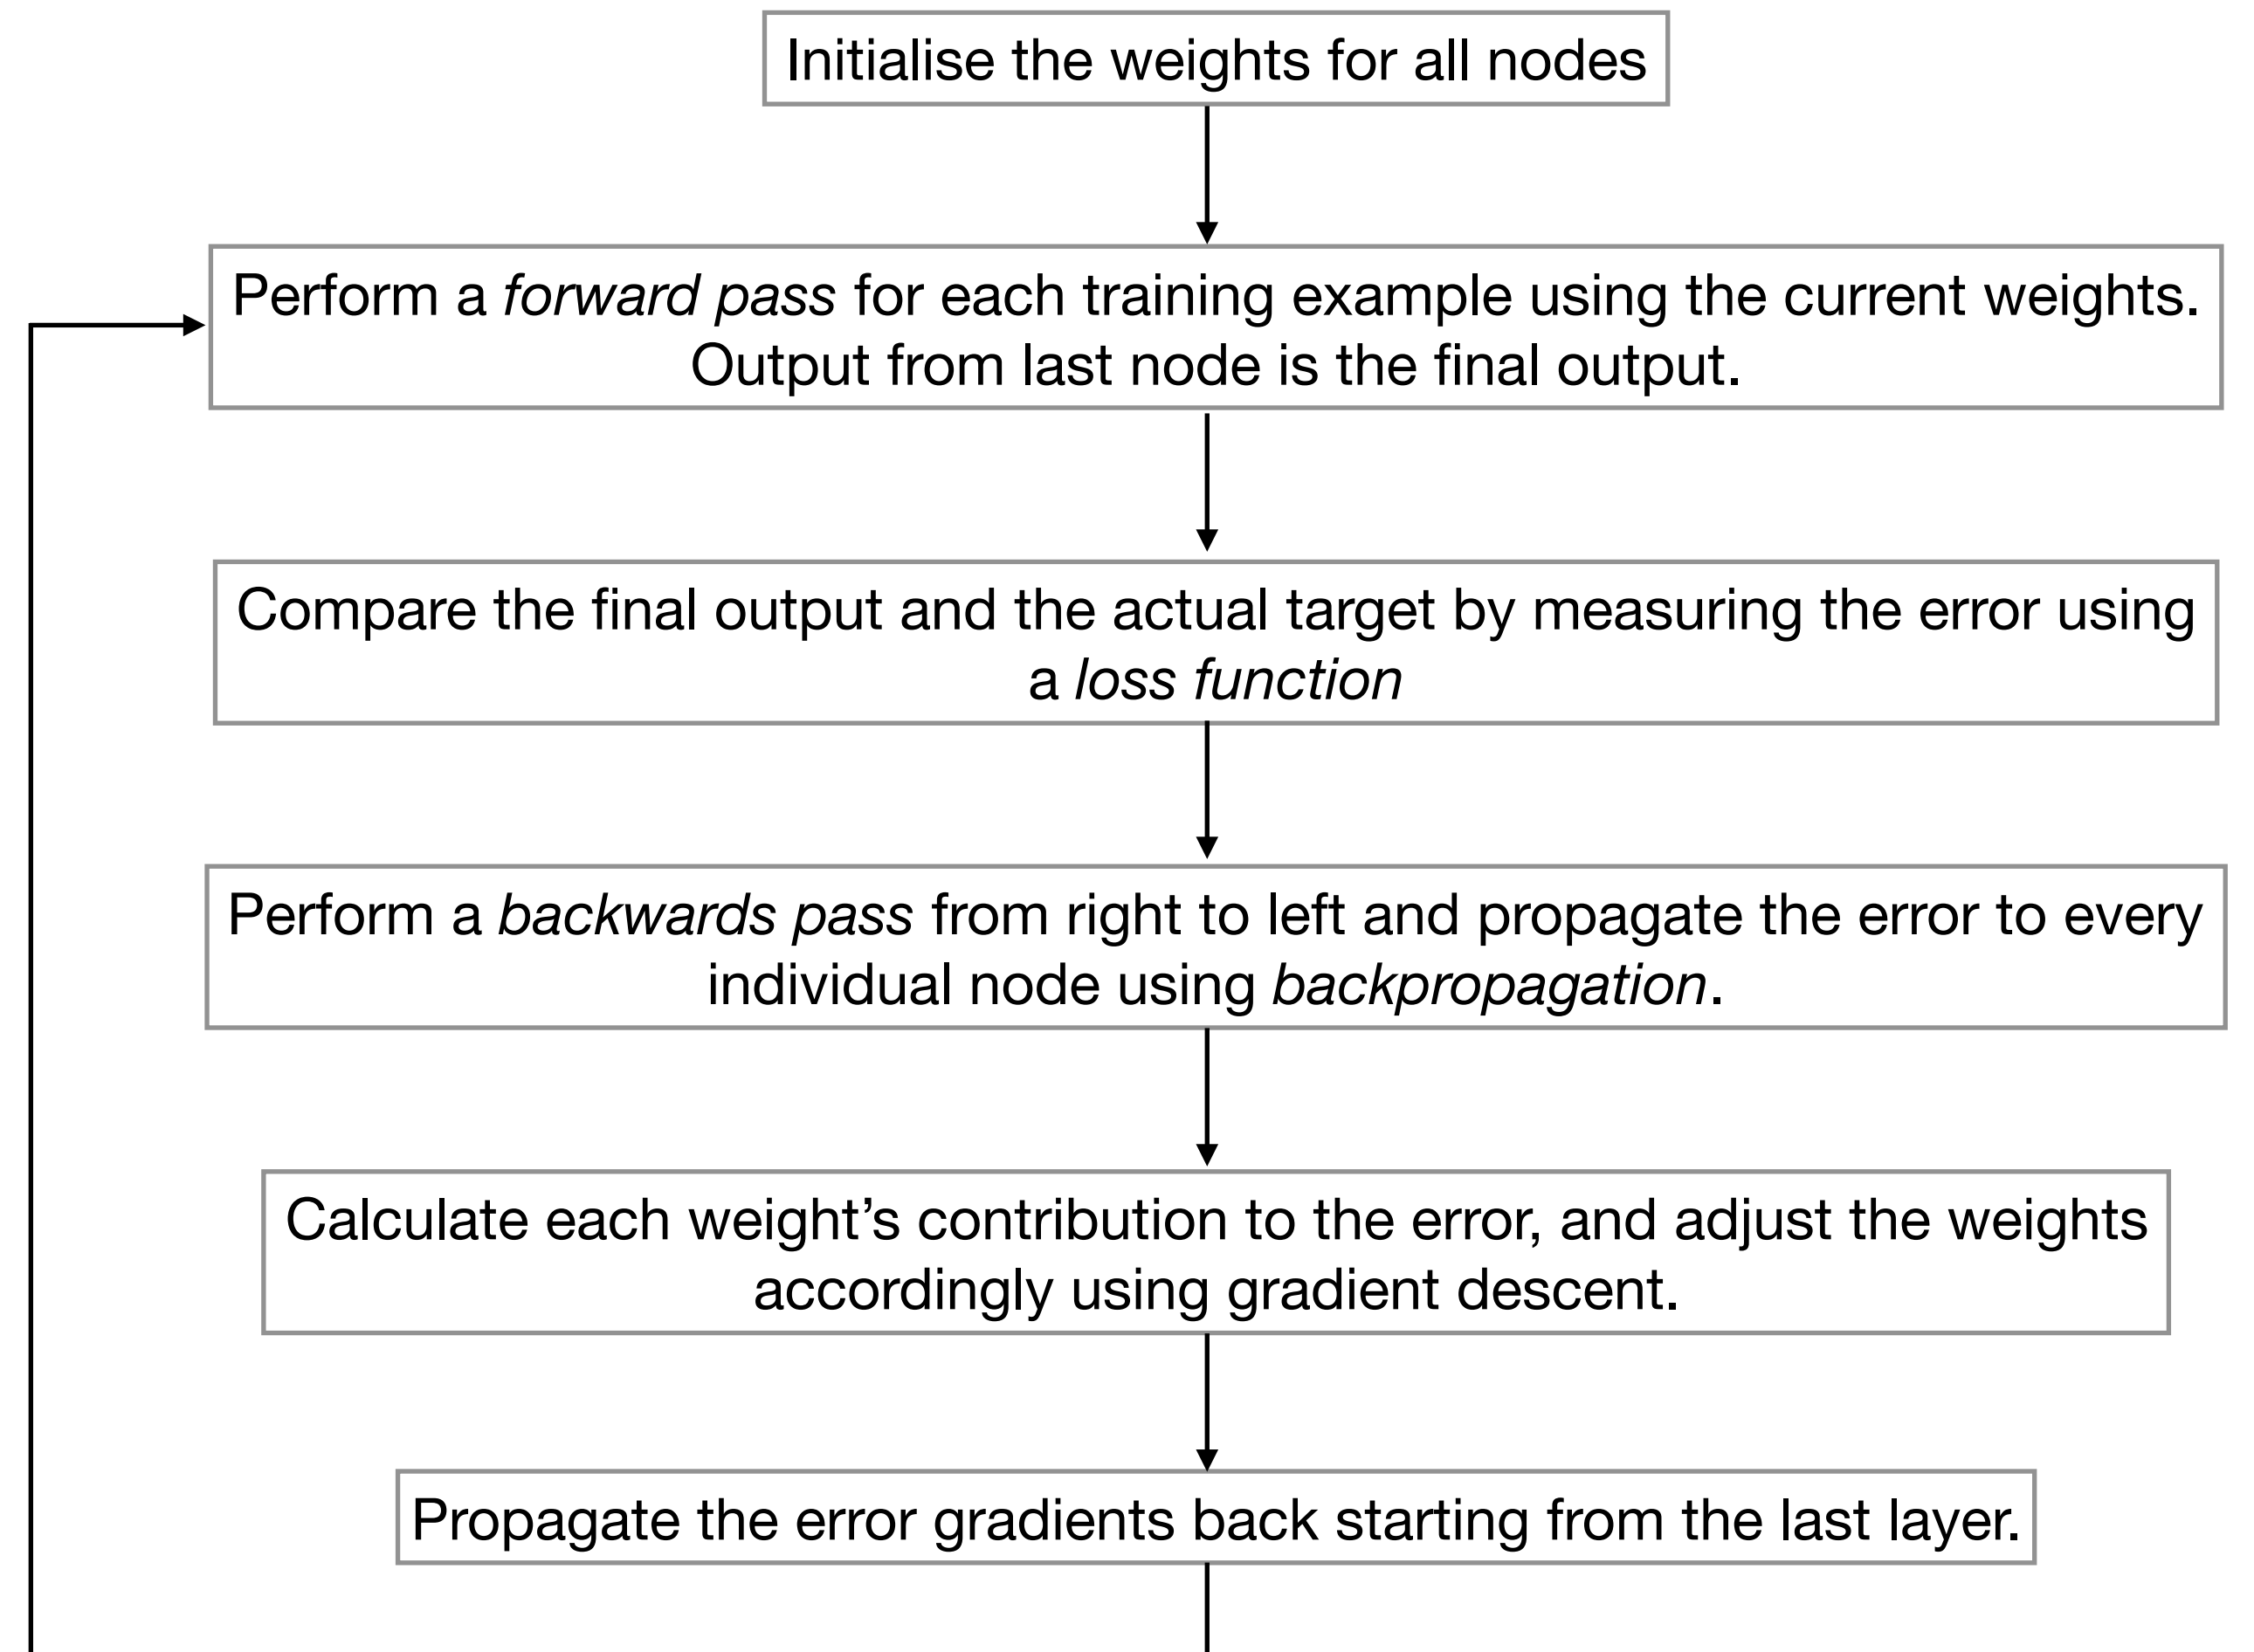 Initialise the weights for all nodes
Perform a forward pass for each training example using the current weights.
Output from last node is the final output.
Compare the final output and the actual target by measuring the error using
a loss function
Perform a backwards pass from right to left and propagate the error to every
individual node using backpropagation.
Calculate each weight’s contribution to the error, and adjust the weights
accordingly using gradient descent.
Propagate the error gradients back starting from the last layer.